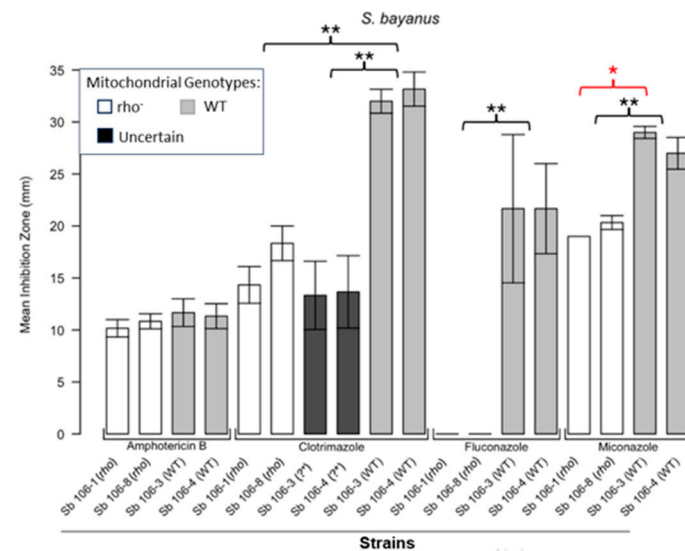 S. bayanus
**
**
**
*
**
Mitochondrial Genotypes:
rho-
WT
Uncertain
Mean Inhibition Zone (mm)
35
30
25
20
15
10
5
0
Amphotericin B
Clotrimazole
Fluconazole
Miconazole
Sb 106-1(rho)
Sb 106-8(rho)
Sb 106-3 (WT)
Sb 106-4 (WT)
Sb 106-1(rho)
Sb 106-8 (rho)
Sb 106-3 (?*)
Sb 106-4 (?*)
Sb 106-3 (WT)
Sb 106-4 (WT)
Sb 106-1(rho)
Sb 106-8 (rho)
Sb 106-3 (WT)
Sb 106-4 (WT)
Sb 106-1(rho)
Sb 106-8 (rho)
Sb 106-3 (WT)
Sb 106-4 (WT)
Strains